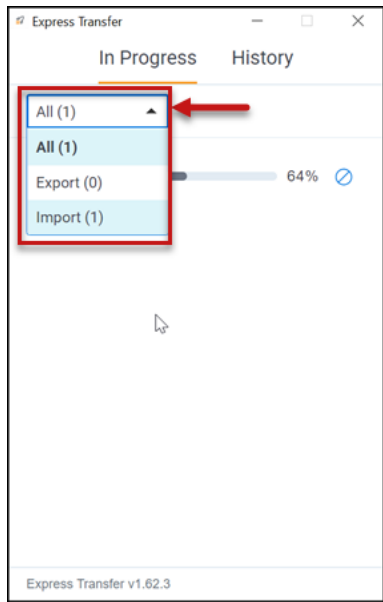 Express Transfer
In Progress History
All (1)
All (1)
Export (0)
64%
Import (1)
Express Transfer v1.62.3